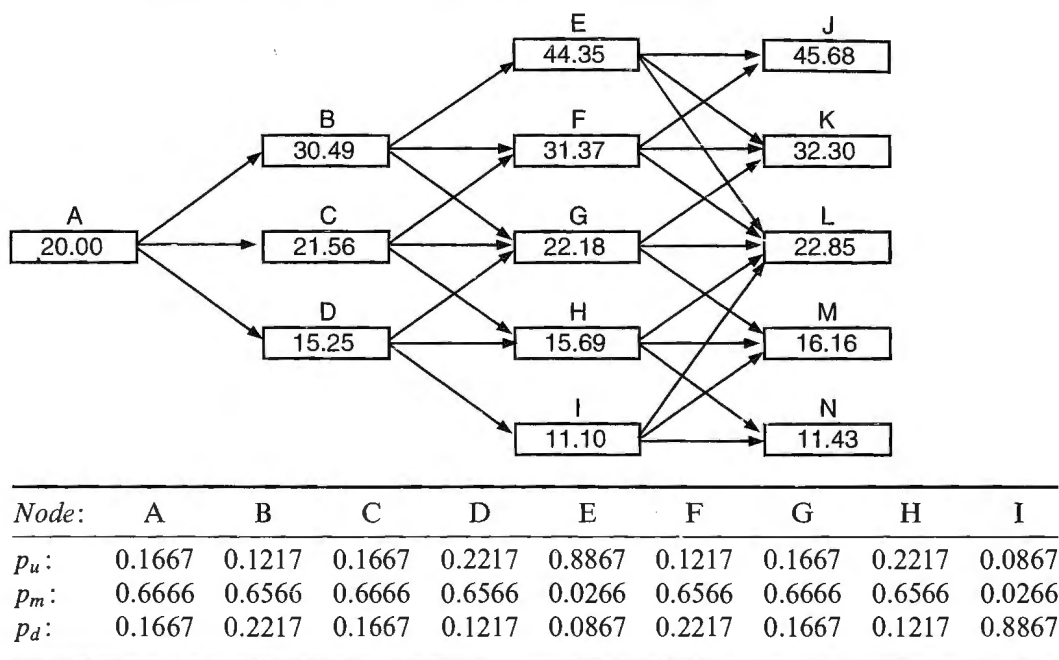 E J
44.35 45.68
B F K
30.49 31.37 32.30
A C G L
20.00 21.56 22.18 22.85
D H M
15.25 15.69 16.16
I N
11.10 11.43
Node: A B C D E F G H I
pu: 0.1667 0.1217 0.1667 0.2217 0.8867 0.1217 0.1667 0.2217 0.0867
pm: 0.6666 0.6566 0.6666 0.6566 0.0266 0.6566 0.6666 0.6566 0.0266
pd: 0.1667 0.2217 0.1667 0.1217 0.0867 0.2217 0.1667 0.1217 0.8867